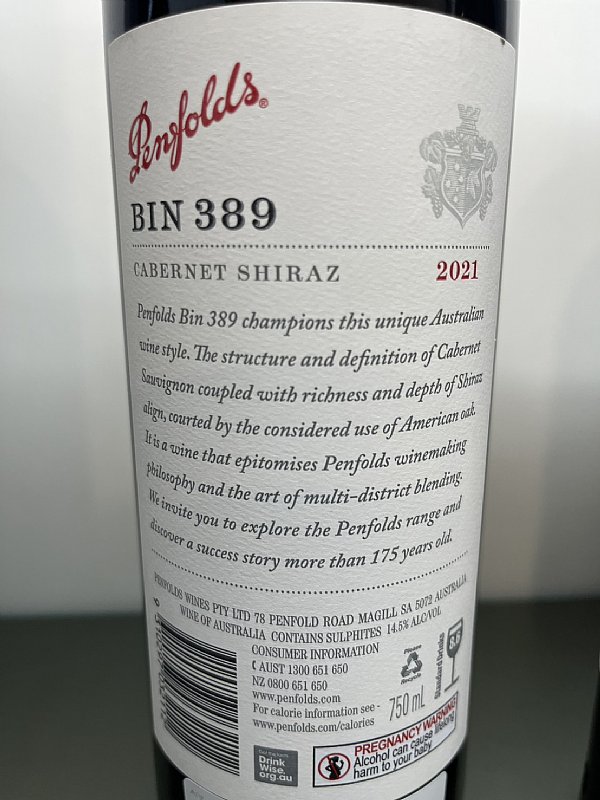 Penfolds®
BIN 389
CABERNET SHIRAZ 2021
Penfolds Bin 389 champions this unique Australian
wine style. The structure and definition of Cabernet
Sauvignon coupled with richness and depth of Shiraz
align, courted by the considered use of American oak.
It is a wine that epitomises Penfolds winemaking
philosophy and the art of multi-district blending.
We invite you to explore the Penfolds range and
discover a success story more than 175 years old.
PENFOLDS WINES PTY LTD 78 PENFOLD ROAD MAGILL SA 5072 AUSTRALIA
WINE OF AUSTRALIA CONTAINS SULPHITES 14.5% ALC/VOL
CONSUMER INFORMATION
AUST 1300 651 650
NZ 0800 651 650
www.penfolds.com
For calorie information see -
www.penfolds.com/calories
Please
Recycle
750 mL
Standard Drinks
8.6
Drink
Wise.
org.au
PREGNANCY WARNING
Alcohol can cause lifelong
harm to your baby